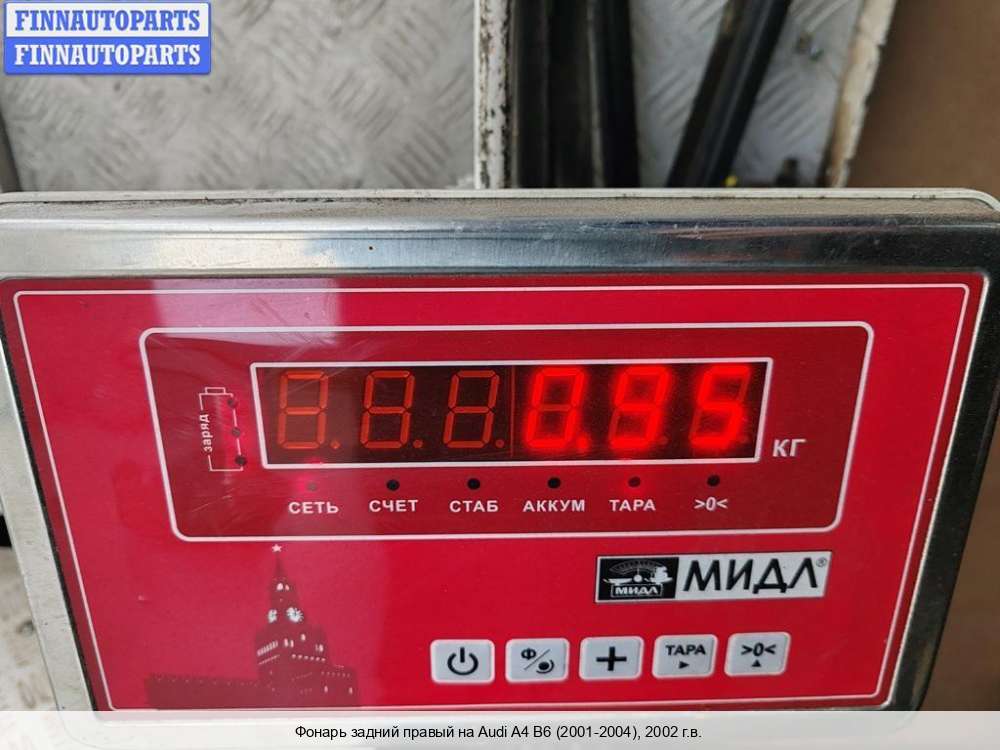 FINNAUTOPARTS
FINNAUTOPARTS
заряд
0.95
КГ
СЕТЬ СЧЕТ СТАБ АККУМ ТАРА >0<
МИДЛ МИДЛ®
Ф ТАРА >0<
Фонарь задний правый на Audi A4 B6 (2001-2004), 2002 г.в.